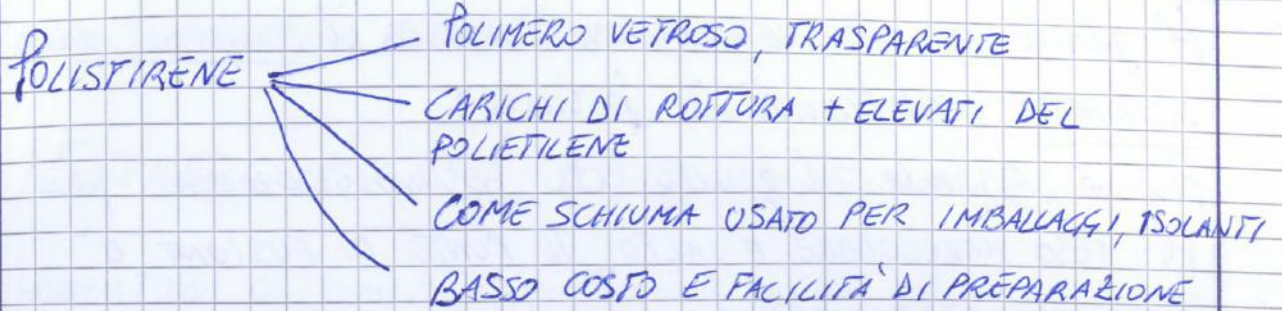 POLIMERO VETROSO, TRASPARENTE
POLISTIRENE
CARICHI DI ROTTURA + ELEVATI DEL
POLIETILENE
COME SCHIUMA USATO PER IMBALLAGGI, ISOLANTI
BASSO COSTO E FACILITÀ DI PREPARAZIONE